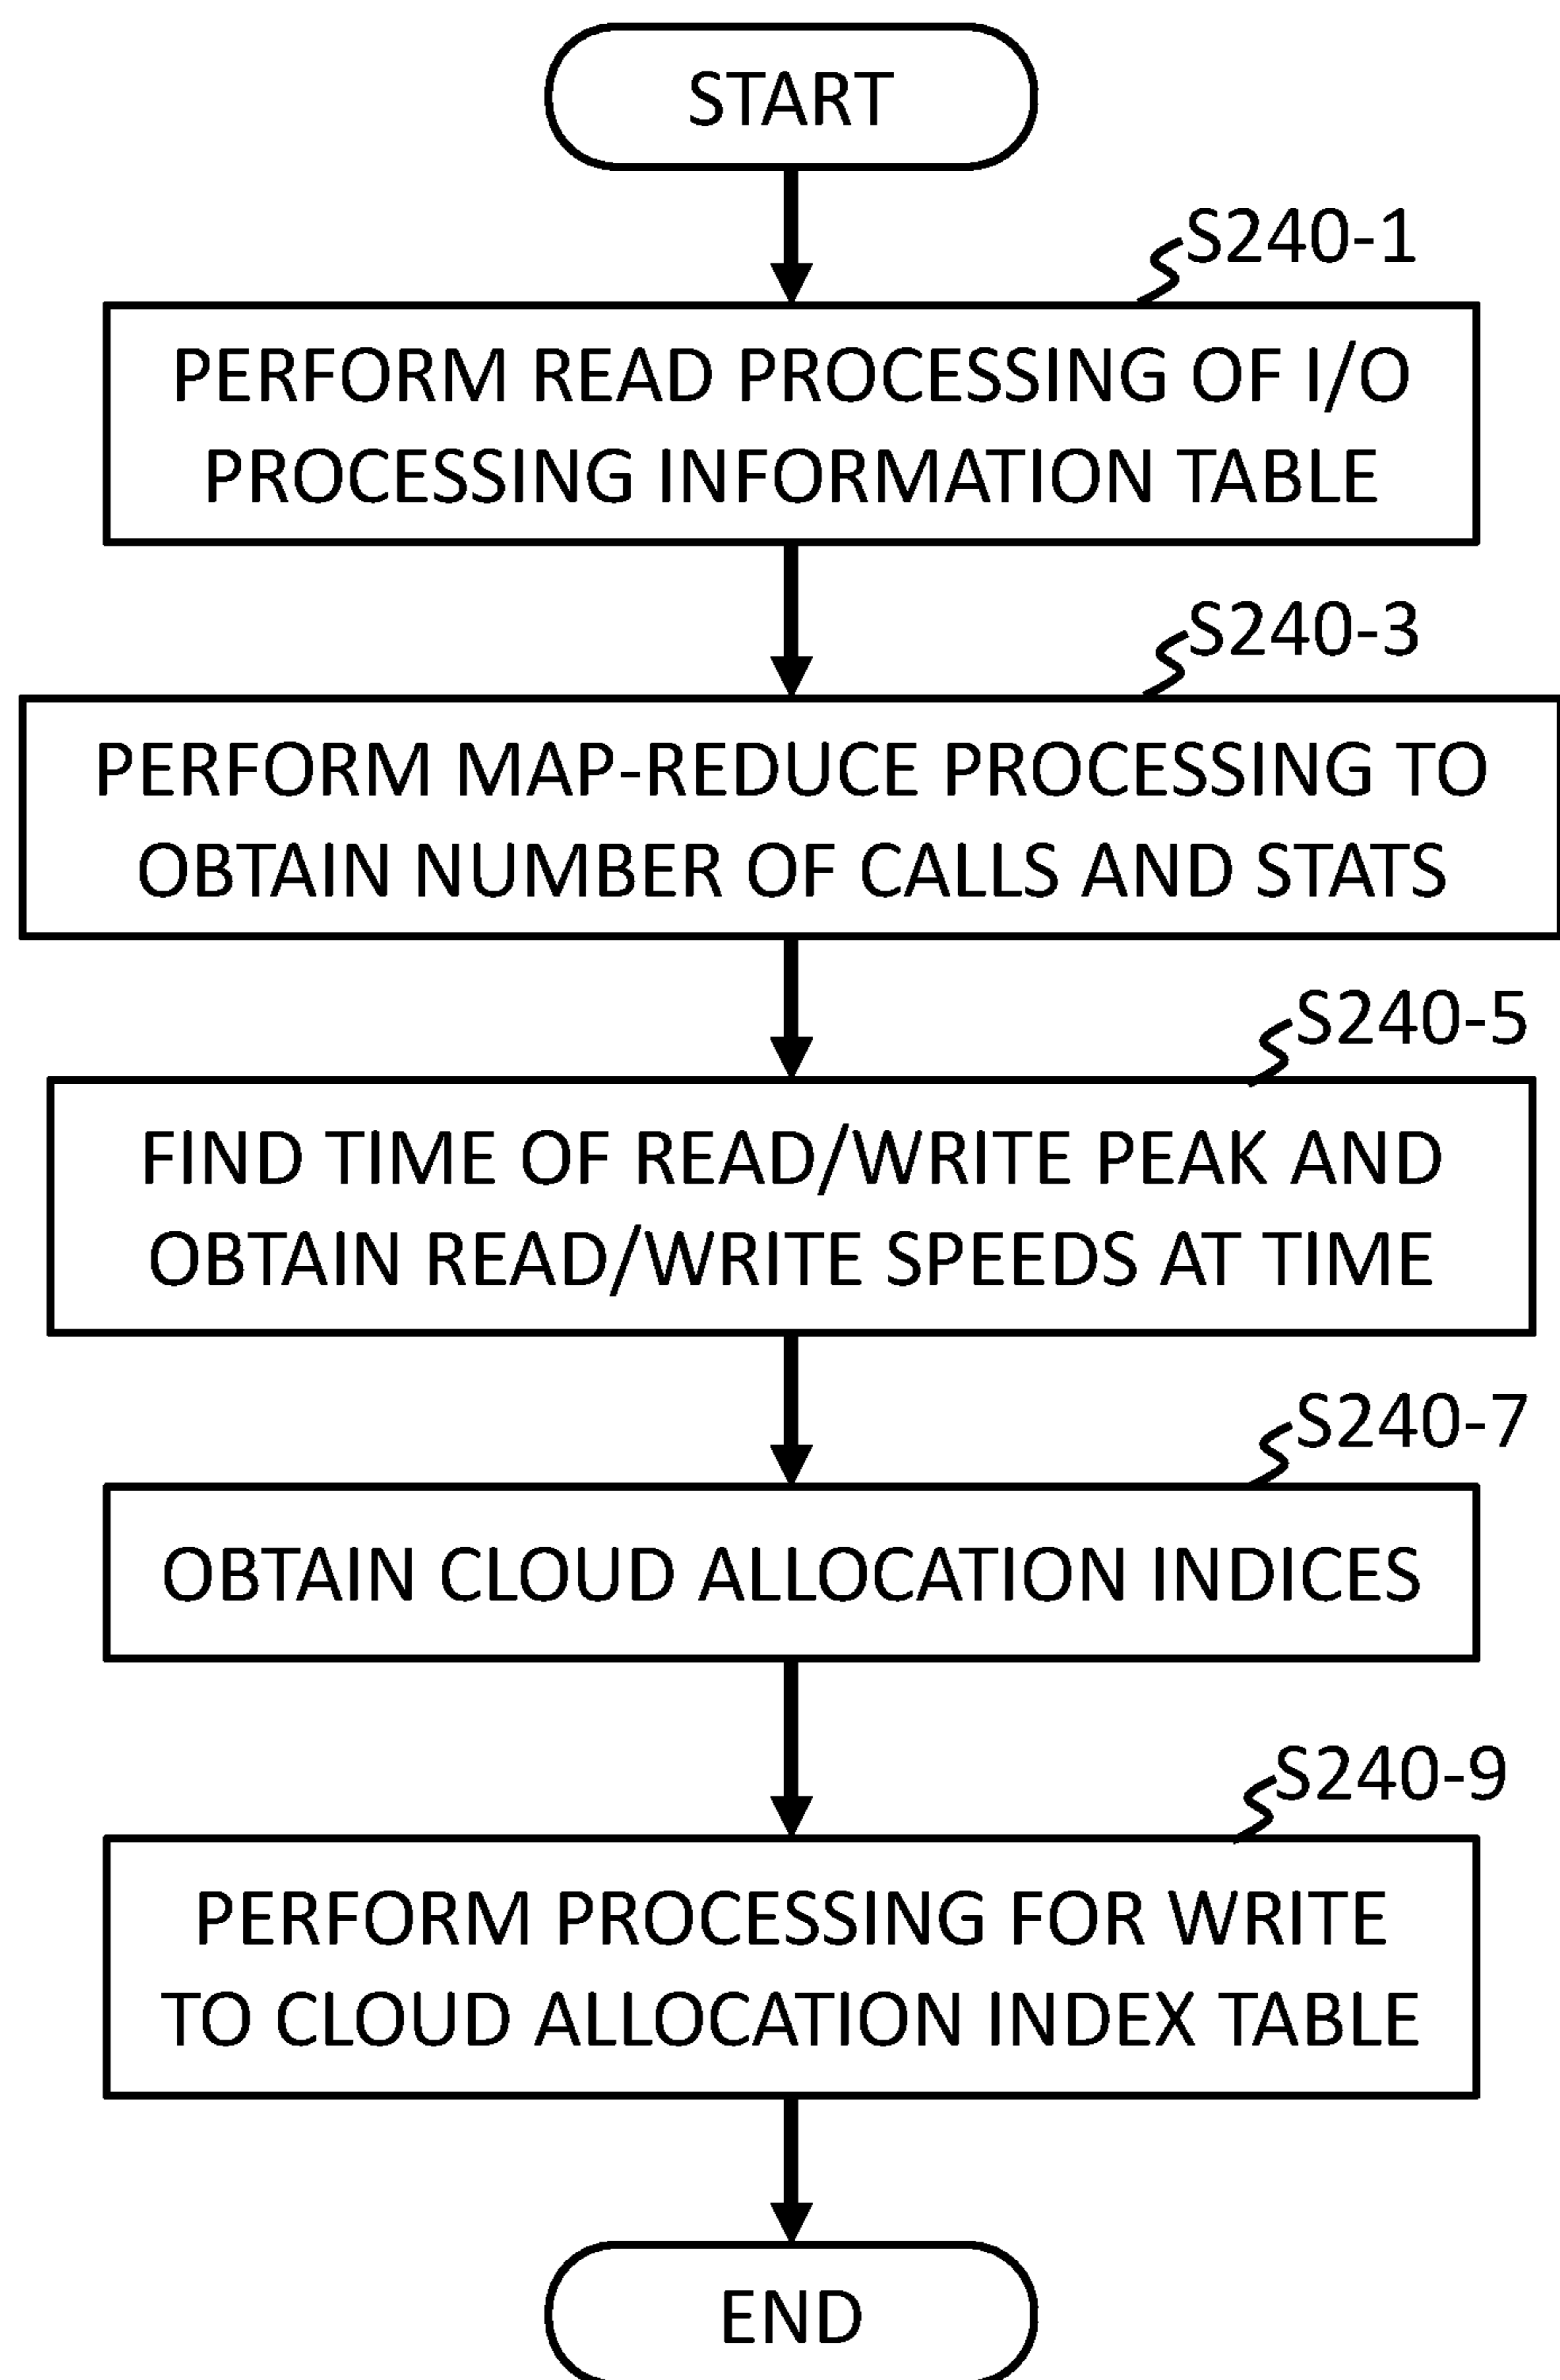 START
S240-1
PERFORM READ PROCESSING OF I/O
PROCESSING INFORMATION TABLE
S240-3
PERFORM MAP-REDUCE PROCESSING TO
OBTAIN NUMBER OF CALLS AND STATS
S240-5
FIND TIME OF READ/WRITE PEAK AND
OBTAIN READ/WRITE SPEEDS AT TIME
S240-7
OBTAIN CLOUD ALLOCATION INDICES
S240-9
PERFORM PROCESSING FOR WRITE
TO CLOUD ALLOCATION INDEX TABLE
END